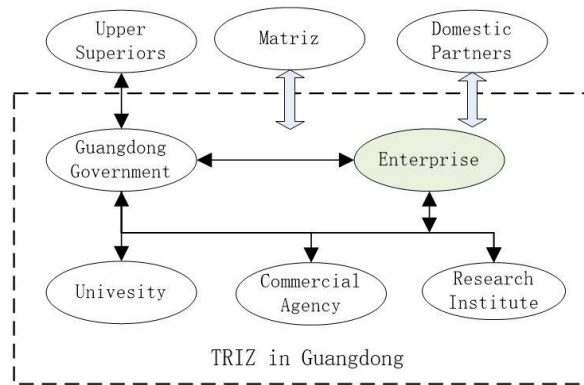 Upper
Superiors
Matriz
Domestic
Partners
Guangdong
Government
Enterprise
Univesity
Commercial
Agency
Research
Institute
TRIZ in Guangdong